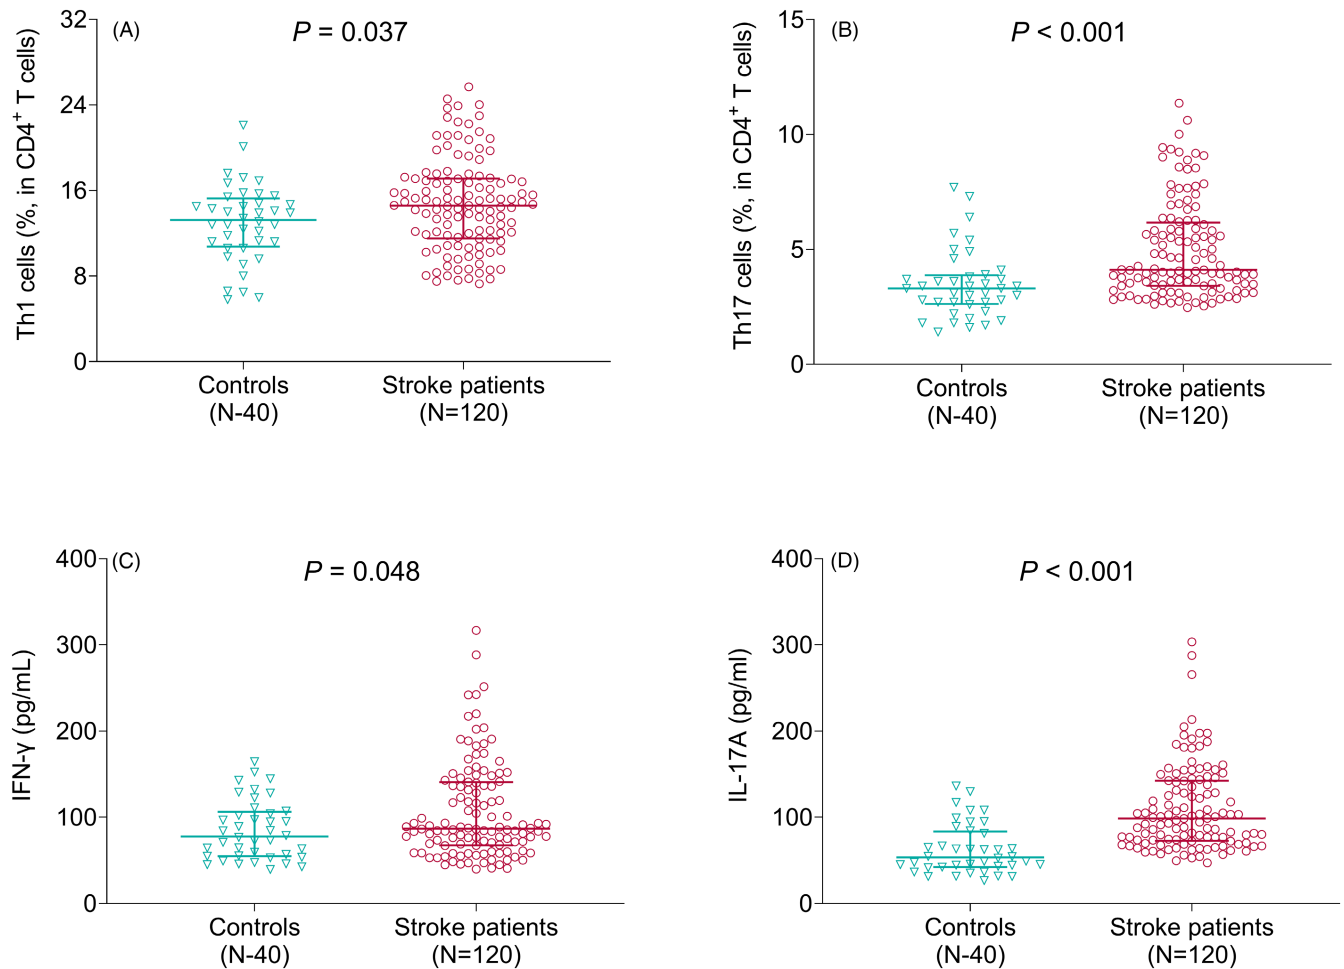 (A)
P = 0.037
Th1 cells (%, in CD4+ T cells)
32
24
16
8
0
Controls
(N-40)
Stroke patients
(N=120)
(B)
P < 0.001
Th17 cells (%, in CD4+ T cells)
15
10
5
0
Controls
(N-40)
Stroke patients
(N=120)
(C)
P = 0.048
IFN-γ (pg/mL)
400
300
200
100
0
Controls
(N-40)
Stroke patients
(N=120)
(D)
P < 0.001
IL-17A (pg/ml)
400
300
200
100
0
Controls
(N-40)
Stroke patients
(N=120)